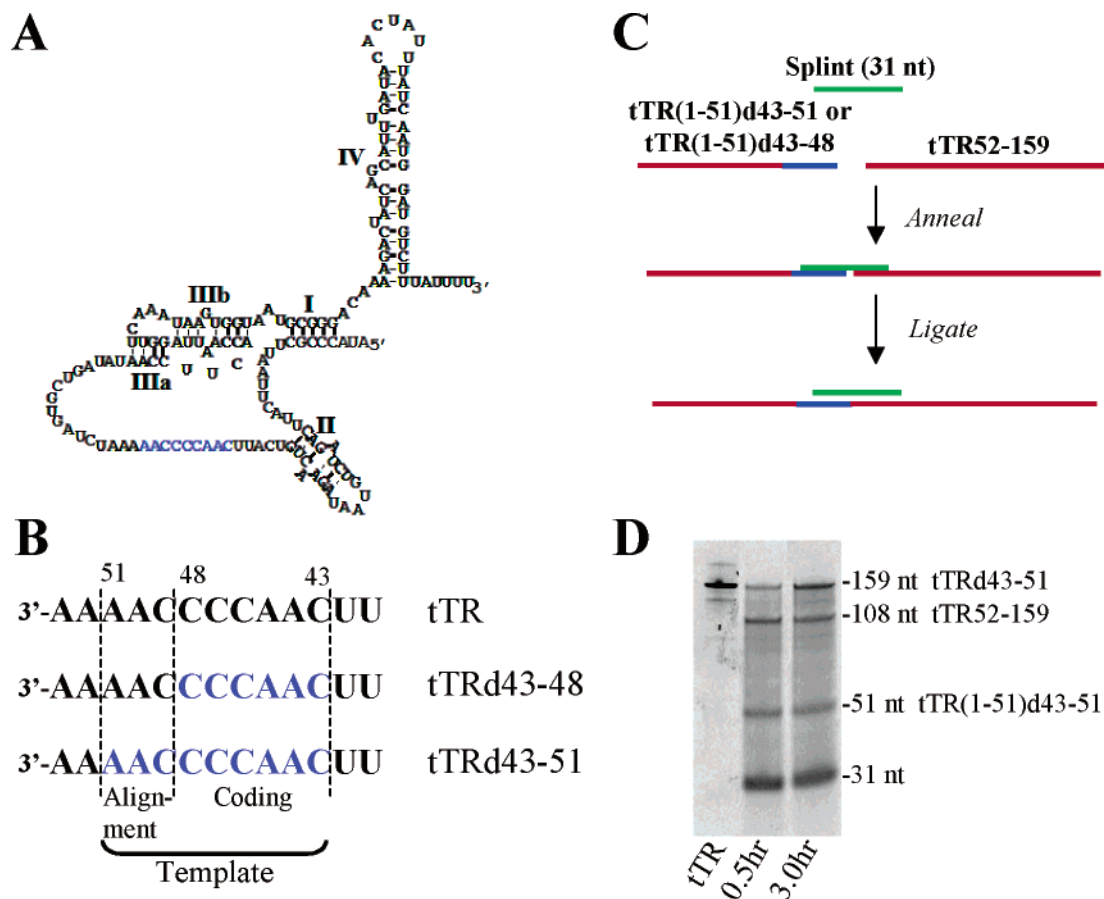 A
IV
IIIb
I
UUAUUUU3'
5'
IIIa
II
AACCCCAACUUA
B
51 48 43
3'-AAAACCCCAACUU tTR
3'-AAAACCCCAACUU tTRd43-48
3'-AAAACCCCAACUU tTRd43-51
Align-
ment
Coding
Template
C
Splint (31 nt)
tTR(1-51)d43-51 or
tTR(1-51)d43-48
tTR52-159
Anneal
Ligate
D
-159 nt tTRd43-51
-108 nt tTR52-159
-51 nt tTR(1-51)d43-51
-31 nt
tTR
0.5hr
3.0hr